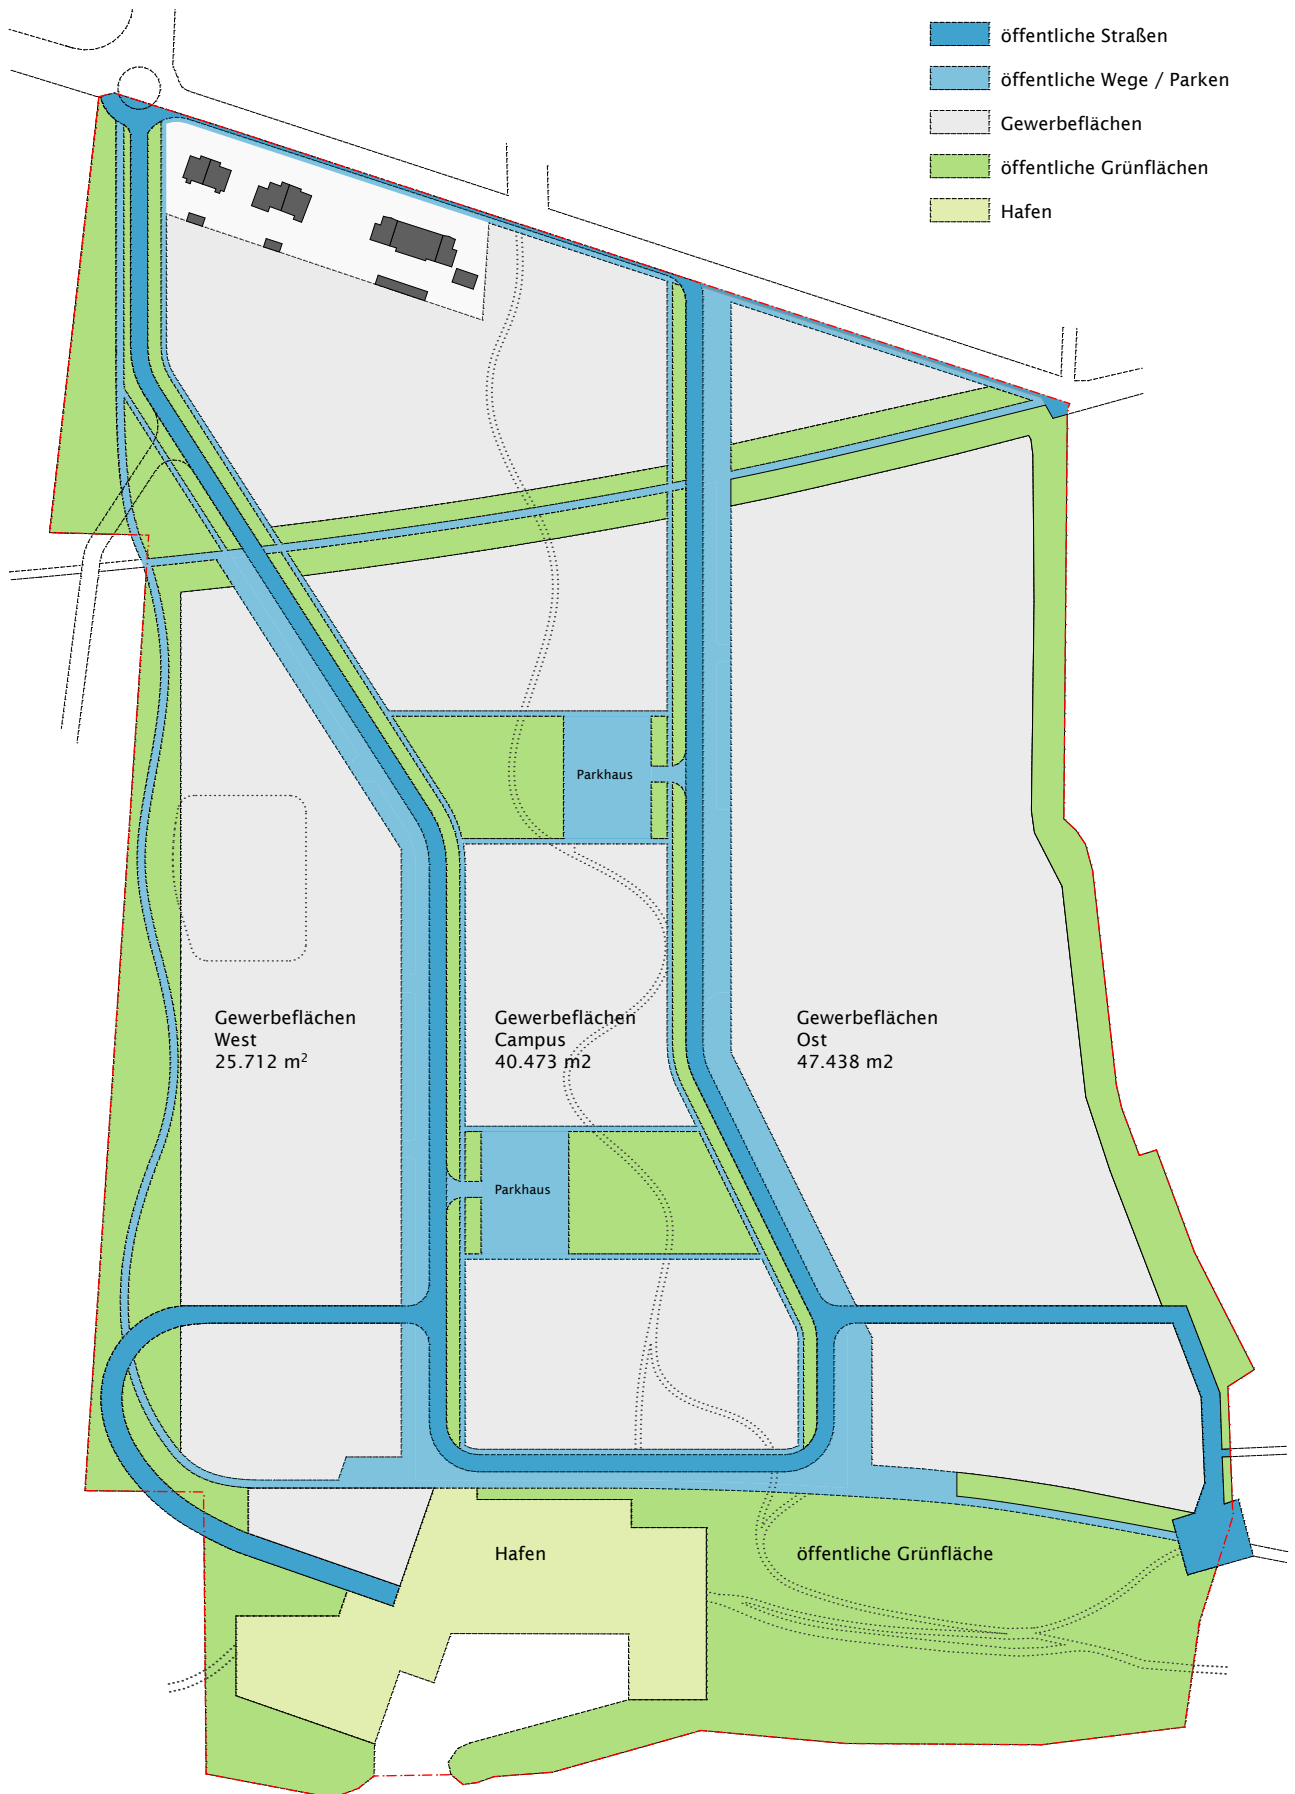 öffentliche Straßen
öffentliche Wege / Parken
Gewerbeflächen
öffentliche Grünflächen
Hafen
Parkhaus
Gewerbeflächen
West
25.712 m²
Gewerbeflächen
Campus
40.473 m2
Gewerbeflächen
Ost
47.438 m2
Parkhaus
Hafen
öffentliche Grünfläche